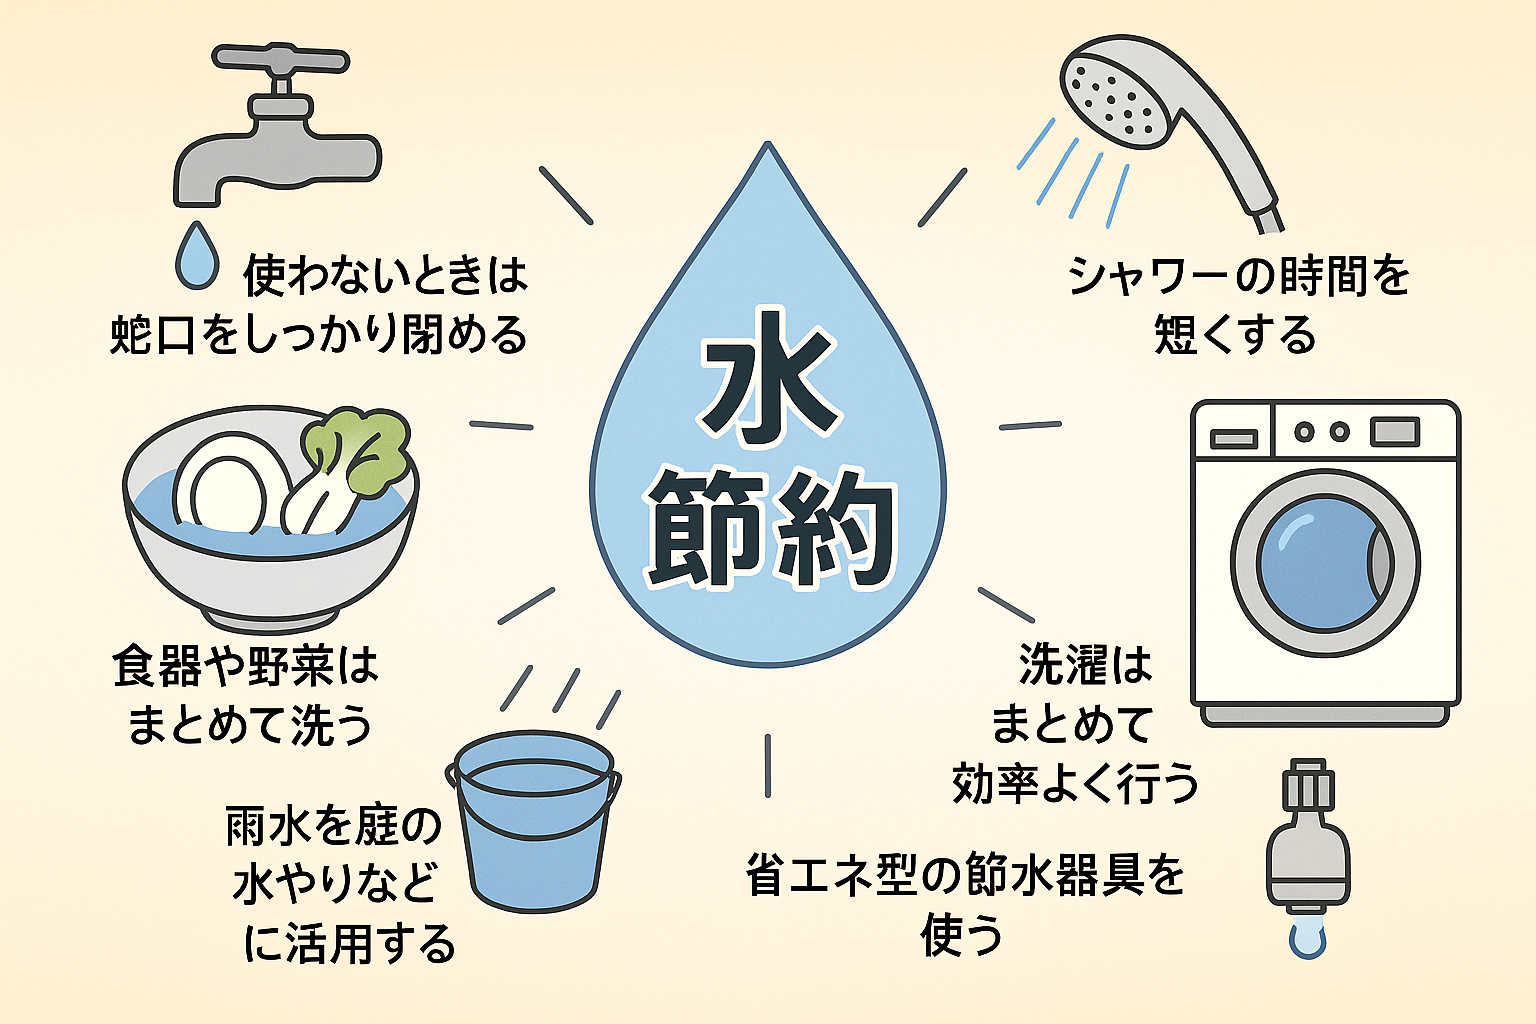 水
節約
使わないときは
蛇口をしっかり閉める
シャワーの時間を
短くする
食器や野菜は
まとめて洗う
洗濯は
まとめて
効率よく行う
雨水を庭の
水やりなど
に活用する
省エネ型の節水器具を
使う